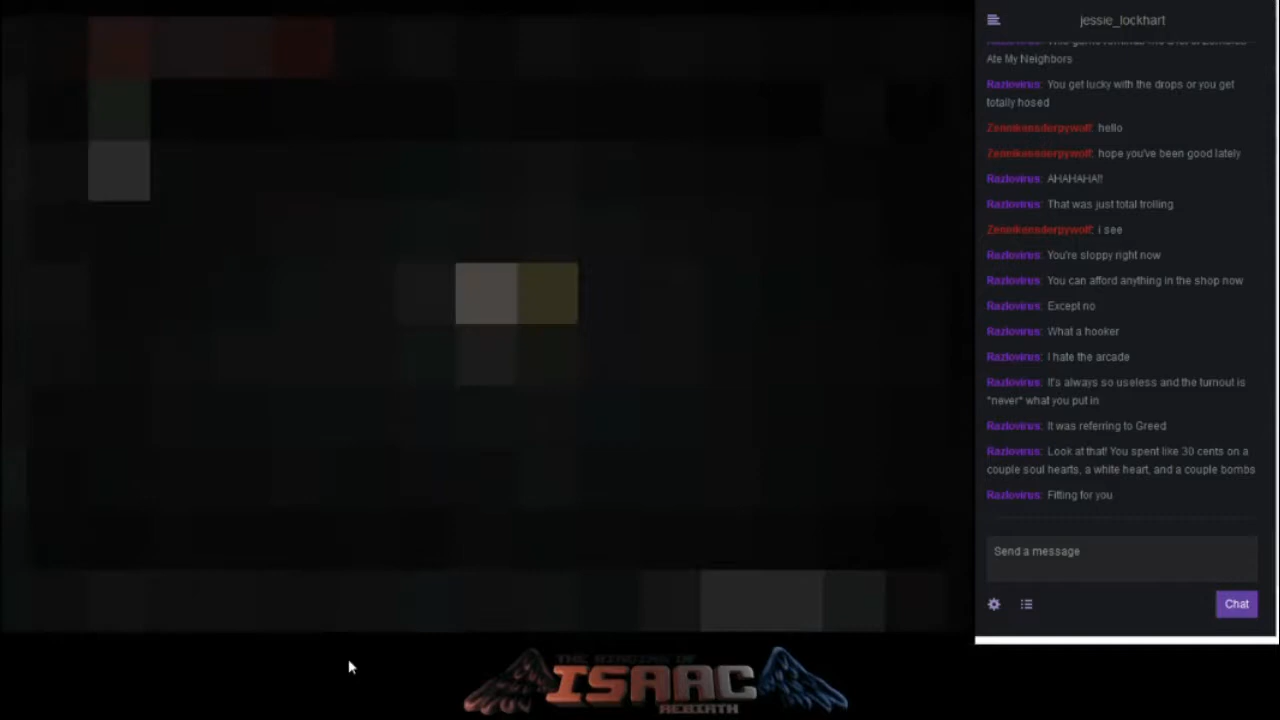 jessie_lockhart
Ate My Neighbors
Razlovirus: You get lucky with the drops or you get
totally hosed
hello
hope you've been good lately
Razlovirus: AHAHAHA!!
Razlovirus: That was just total trolling
i see
Razlovirus: You're sloppy right now
Razlovirus: You can afford anything in the shop now
Razlovirus: Except no
Razlovirus: What a hooker
Razlovirus: I hate the arcade
Razlovirus: It's always so useless and the turnout is
*never* what you put in
Razlovirus: It was referring to Greed
Razlovirus: Look at that! You spent like 30 cents on a
couple soul hearts, a white heart, and a couple bombs
Razlovirus: Fitting for you
Send a message
Chat
THE BINDING OF
ISAAC
REBIRTH